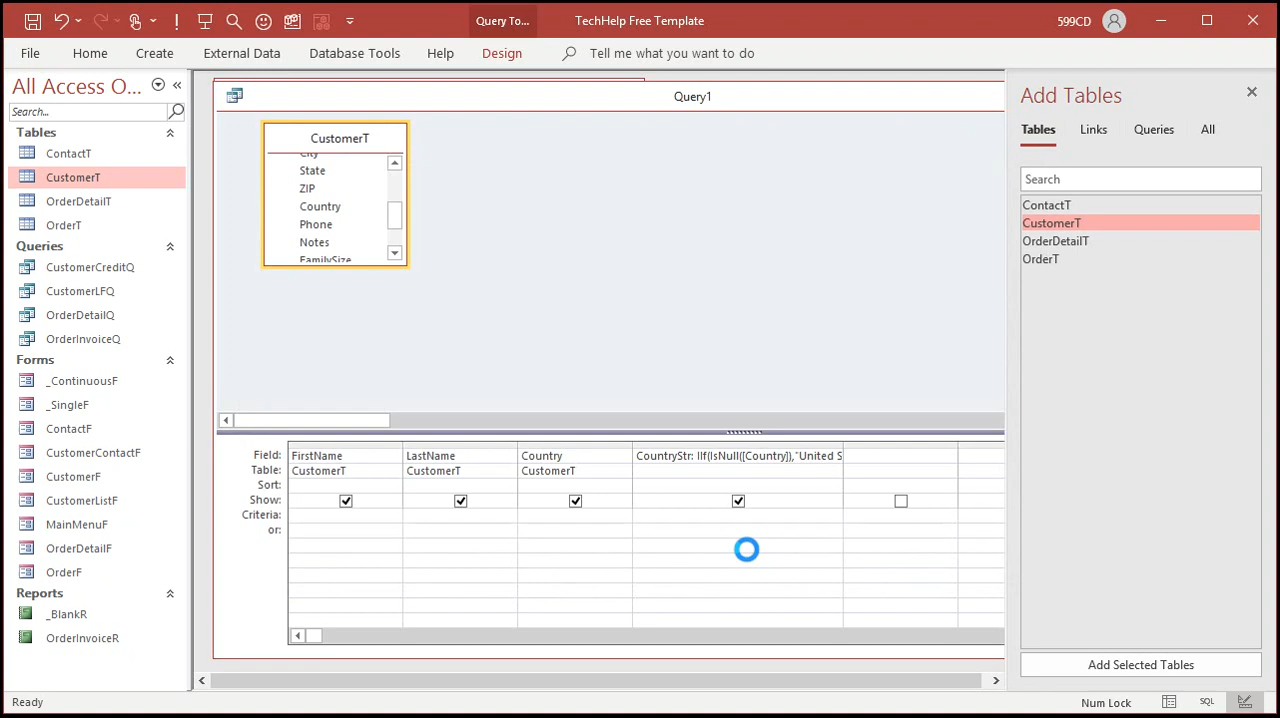 Query To...
TechHelp Free Template
599CD
File
Home
Create
External Data
Database Tools
Help
Design
Tell me what you want to do
All Access O...
Search...
Tables
ContactT
CustomerT
OrderDetailT
OrderT
Queries
CustomerCreditQ
CustomerLFQ
OrderDetailQ
OrderInvoiceQ
Forms
_ContinuousF
_SingleF
ContactF
CustomerContactF
CustomerF
CustomerListF
MainMenuF
OrderDetailF
OrderF
Reports
_BlankR
OrderInvoiceR
Query1
CustomerT
City
State
ZIP
Country
Phone
Notes
FamilySize
Field: FirstName LastName Country CountryStr: IIf(IsNull([Country]),"United S
Table: CustomerT CustomerT CustomerT
Sort:
Show:
Criteria:
or:
Add Tables
Tables
Links
Queries
All
Search
ContactT
CustomerT
OrderDetailT
OrderT
Add Selected Tables
Ready
Num Lock
SQL